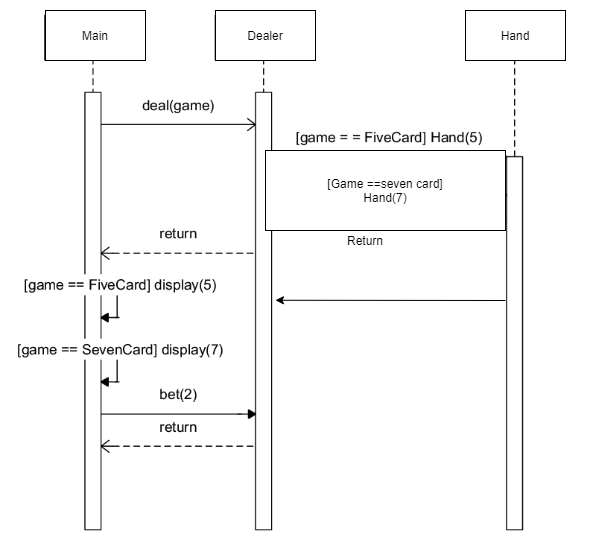 Main
Dealer
Hand
deal(game)
[game = = FiveCard] Hand(5)
[Game ==seven card]
Hand(7)
return
Return
[game == FiveCard] display(5)
[game == SevenCard] display(7)
bet(2)
return